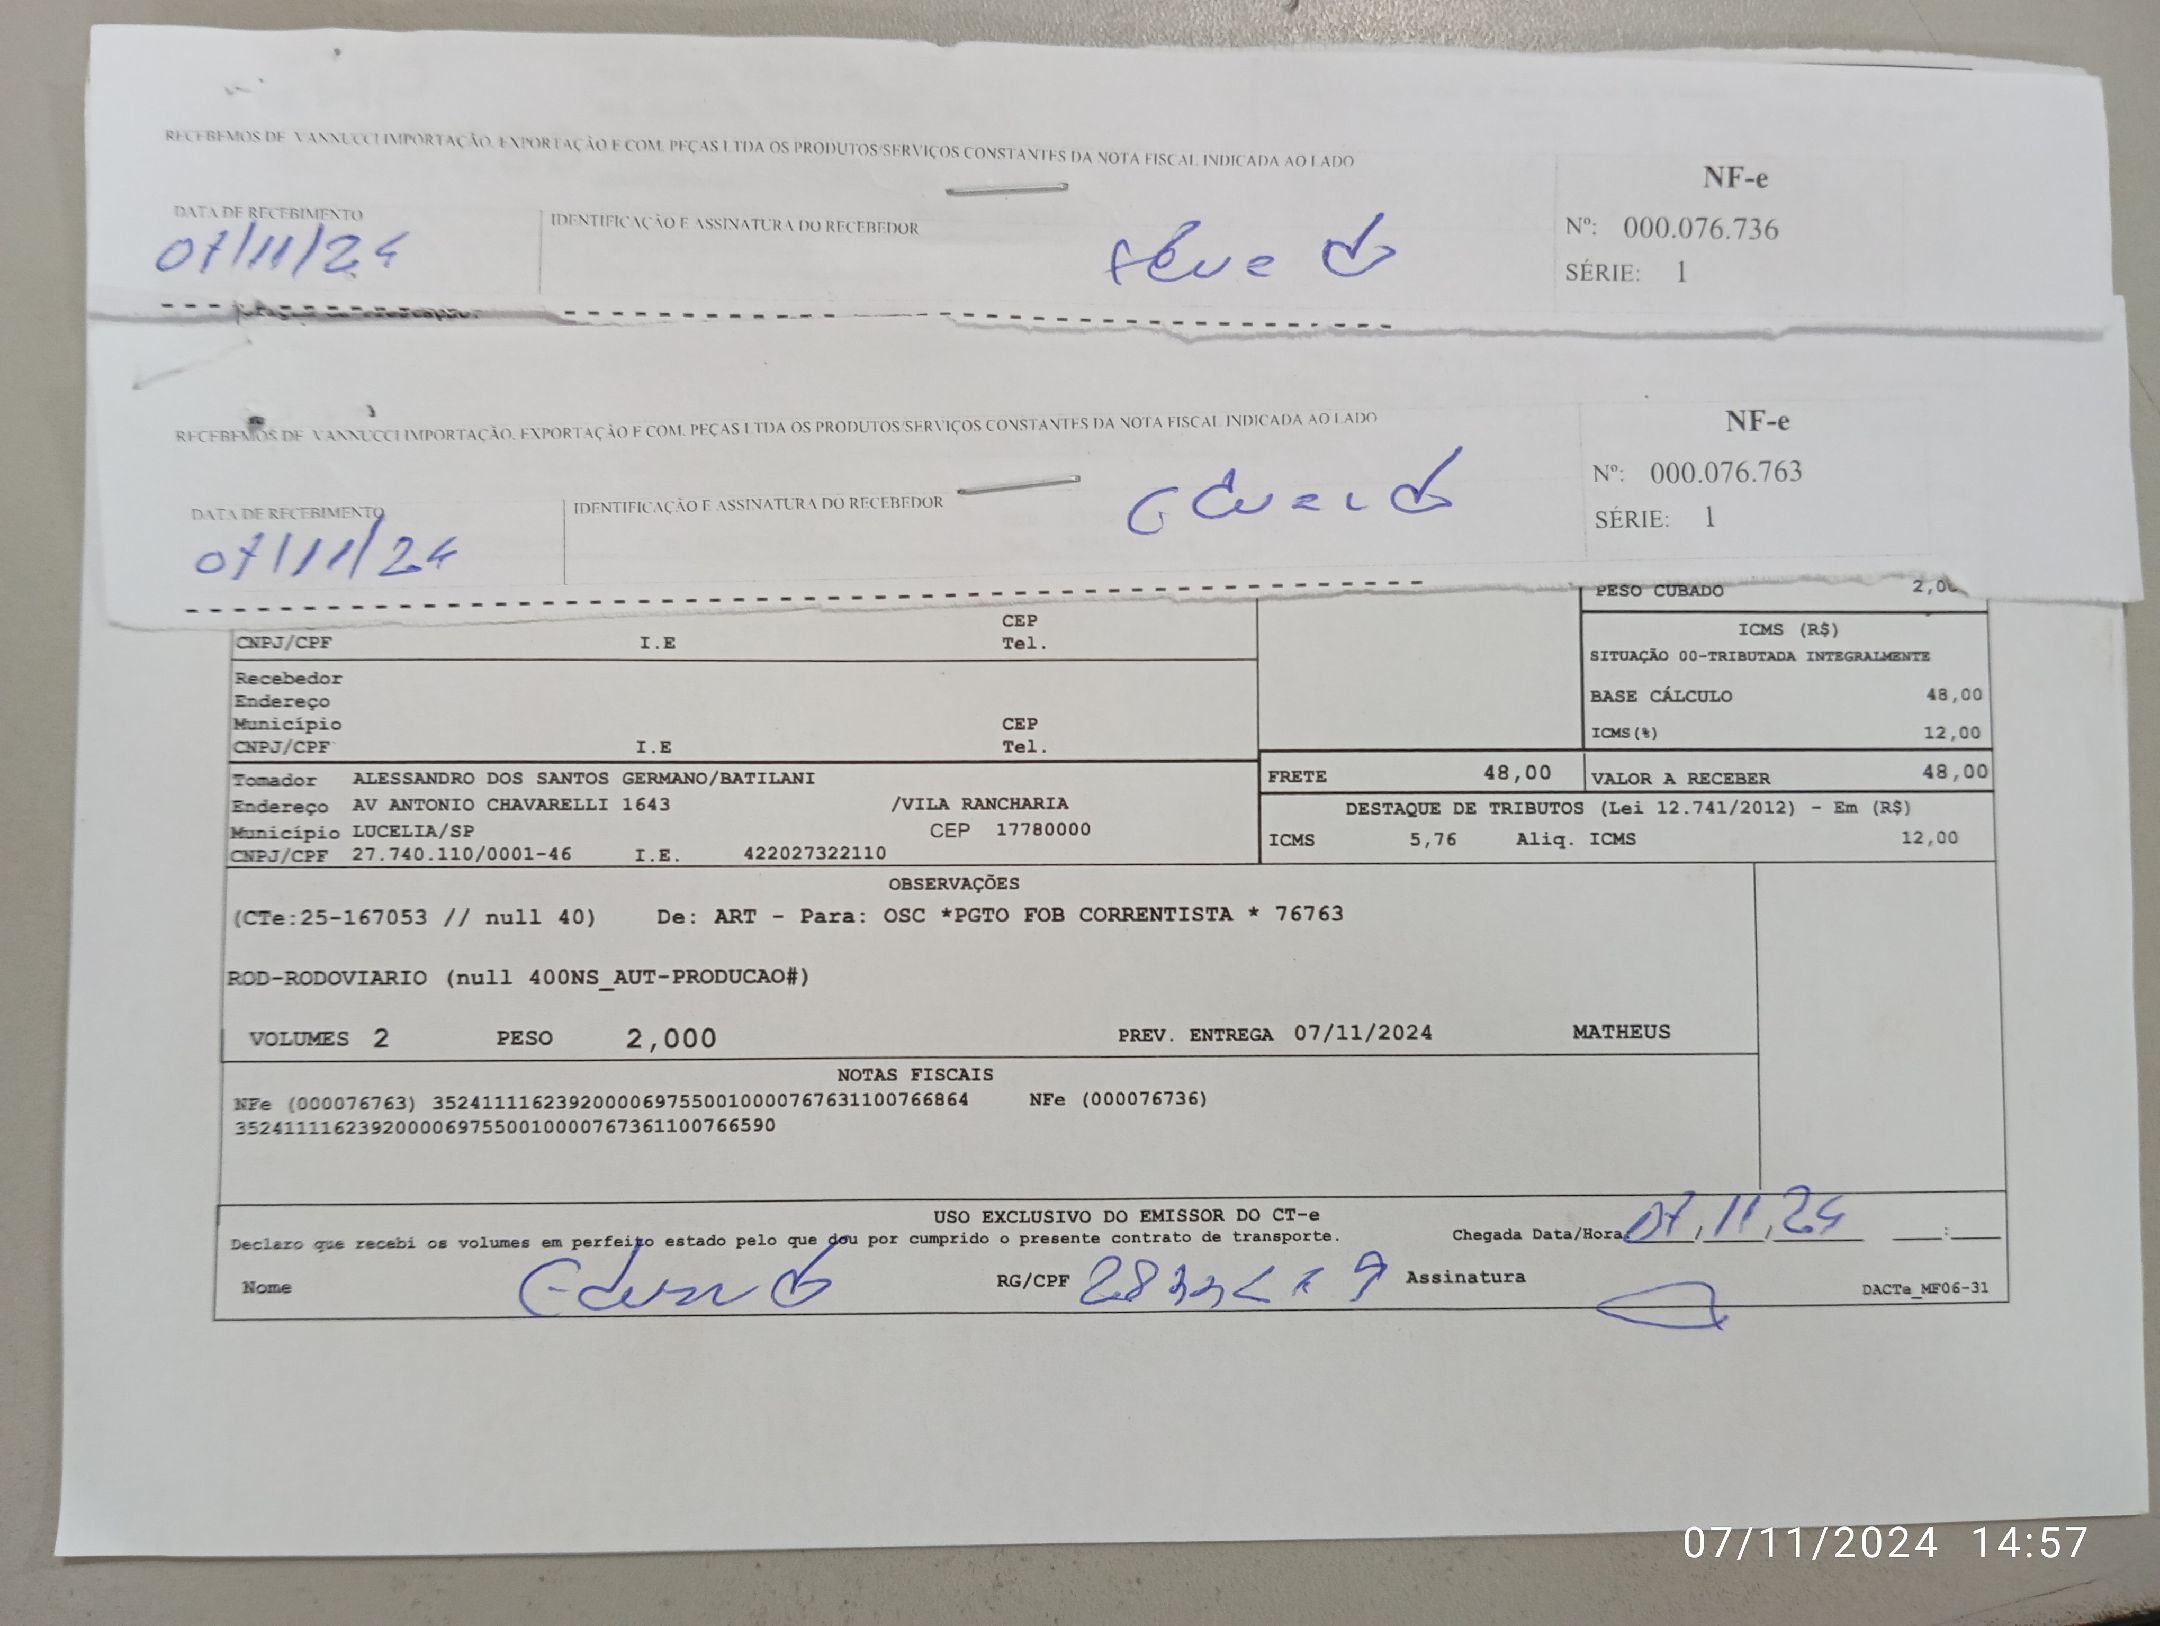 RECEBEMOS DE VANNUCCI IMPORTAÇÃO, EXPORTAÇÃO E COM. PEÇAS LTDA OS PRODUTOS/SERVIÇOS CONSTANTES DA NOTA FISCAL INDICADA AO LADO
NF-e
DATA DE RECEBIMENTO IDENTIFICAÇÃO E ASSINATURA DO RECEBEDOR Nº: 000.076.736
07/11/24 SÉRIE: 1
RECEBEMOS DE VANNUCCI IMPORTAÇÃO, EXPORTAÇÃO E COM. PEÇAS LTDA OS PRODUTOS/SERVIÇOS CONSTANTES DA NOTA FISCAL INDICADA AO LADO
NF-e
DATA DE RECEBIMENTO IDENTIFICAÇÃO E ASSINATURA DO RECEBEDOR Nº: 000.076.763
07/11/24 SÉRIE: 1
PESO CUBADO
CEP
CNPJ/CPF I.E Tel.
ICMS (R$)
SITUAÇÃO 00-TRIBUTADA INTEGRALMENTE
Recebedor
Endereço BASE CÁLCULO 48,00
Município CEP
CNPJ/CPF I.E Tel. ICMS(%) 12,00
Tomador ALESSANDRO DOS SANTOS GERMANO/BATILANI FRETE 48,00 VALOR A RECEBER 48,00
Endereço AV ANTONIO CHAVARELLI 1643 /VILA RANCHARIA DESTAQUE DE TRIBUTOS (Lei 12.741/2012) - Em (R$)
Município LUCELIA/SP CEP 17780000 ICMS 5,76 Aliq. ICMS 12,00
CNPJ/CPF 27.740.110/0001-46 I.E. 422027322110
OBSERVAÇÕES
(CTe:25-167053 // null 40) De: ART - Para: OSC *PGTO FOB CORRENTISTA * 76763
ROD-RODOVIARIO (null 400NS_AUT-PRODUCAO#)
VOLUMES 2 PESO 2,000 PREV. ENTREGA 07/11/2024 MATHEUS
NOTAS FISCAIS
NFe (000076763) 35241111623920000697550010000767631100766864 NFe (000076736)
35241111623920000697550010000767361100766590
USO EXCLUSIVO DO EMISSOR DO CT-e
Declaro que recebi os volumes em perfeito estado pelo que dou por cumprido o presente contrato de transporte. Chegada Data/Hora 07,11,24 :
Nome RG/CPF Assinatura DACTe_MF06-31
07/11/2024 14:57